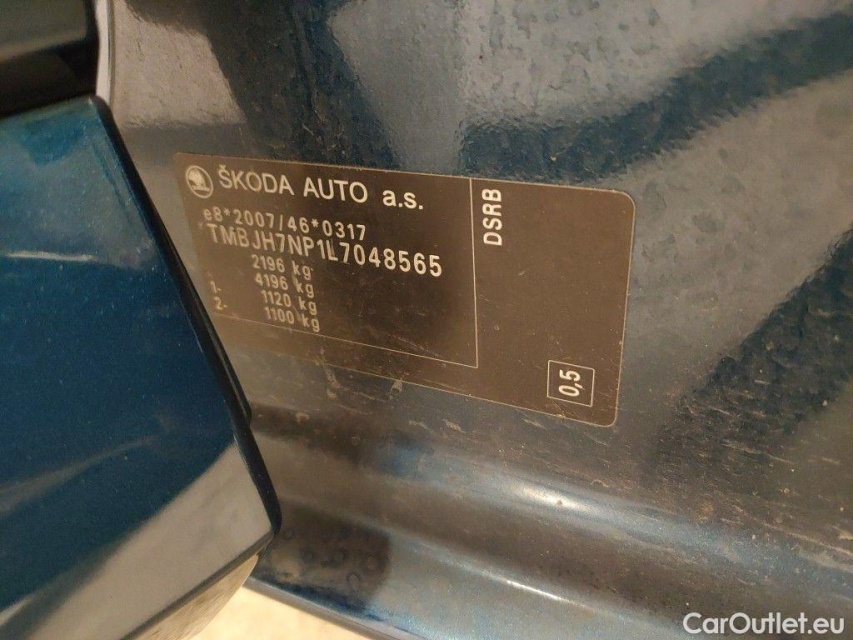 ŠKODA AUTO a.s.
e8*2007/46*0317
*TMBJH7NP1L7048565
2196 kg
4196 kg
1- 1120 kg
2- 1100 kg
DSRB
0,5
CarOutlet.eu